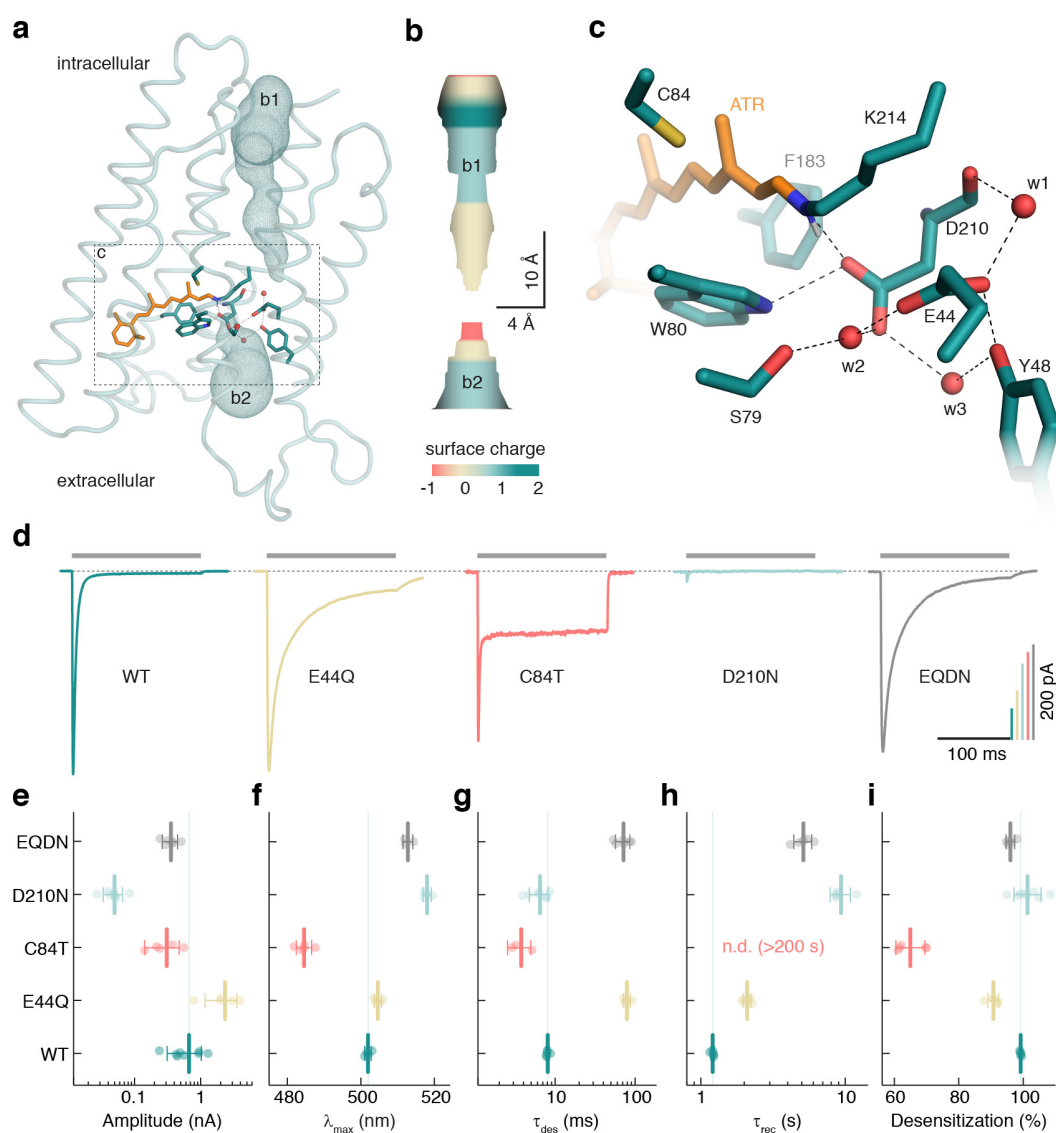 a
intracellular
b1
c
b2
extracellular
b
b1
10 Å
4 Å
b2
surface charge
-1 0 1 2
c
C84
ATR
K214
F183
w1
D210
W80
E44
w2
Y48
S79
w3
d
WT
E44Q
C84T
D210N
EQDN
200 pA
100 ms
e f g h i
EQDN
D210N
C84T
n.d. (>200 s)
E44Q
WT
0.1 1
480 500 520
10 100
1 10
60 80 100
Amplitude (nA)
λmax (nm)
τdes (ms)
τrec (s)
Desensitization (%)